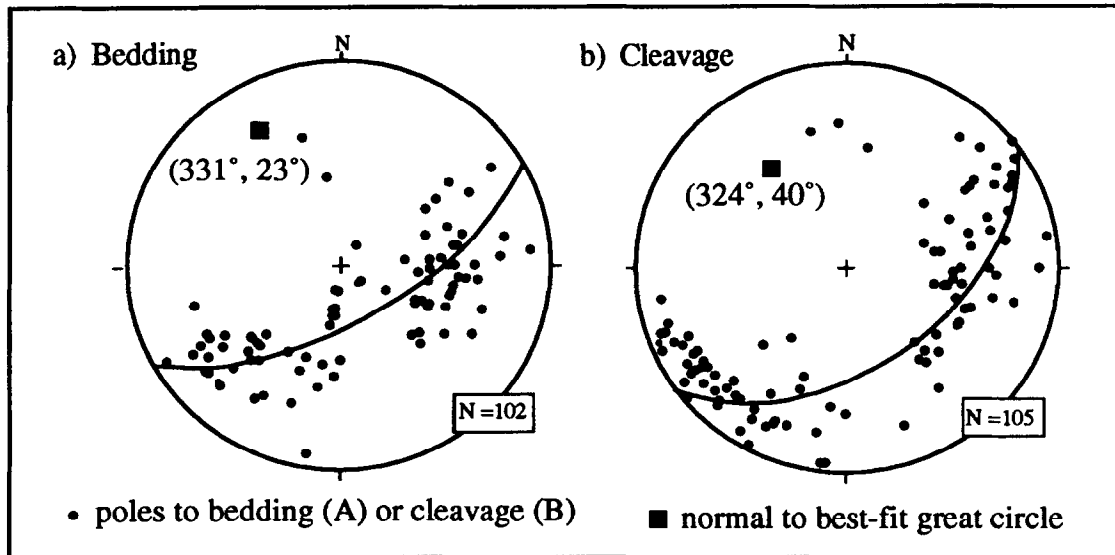 a) Bedding
N
(331°, 23°)
N =102
b) Cleavage
N
(324°, 40°)
N =105
• poles to bedding (A) or cleavage (B)
■ normal to best-fit great circle